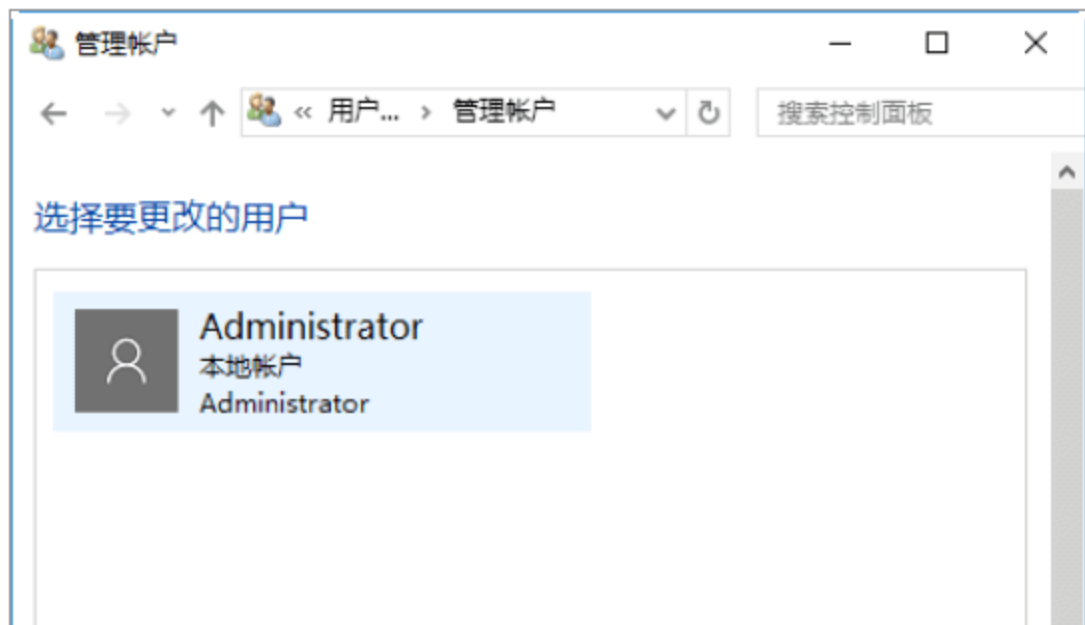 管理帐户
« 用户... › 管理帐户
搜索控制面板
选择要更改的用户
Administrator
本地帐户
Administrator